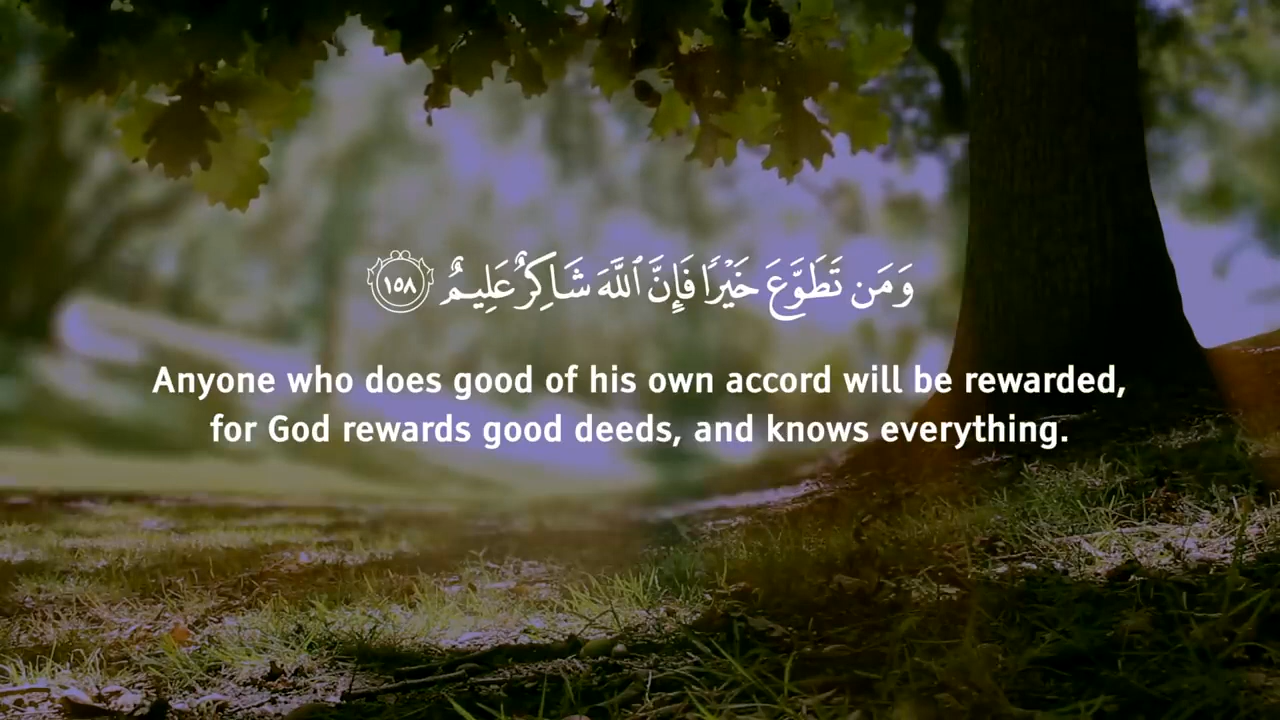 وَمَن تَطَوَّعَ خَيْرًا فَإِنَّ ٱللَّهَ شَاكِرٌ عَلِيمٌ ١٥٨
Anyone who does good of his own accord will be rewarded,
for God rewards good deeds, and knows everything.